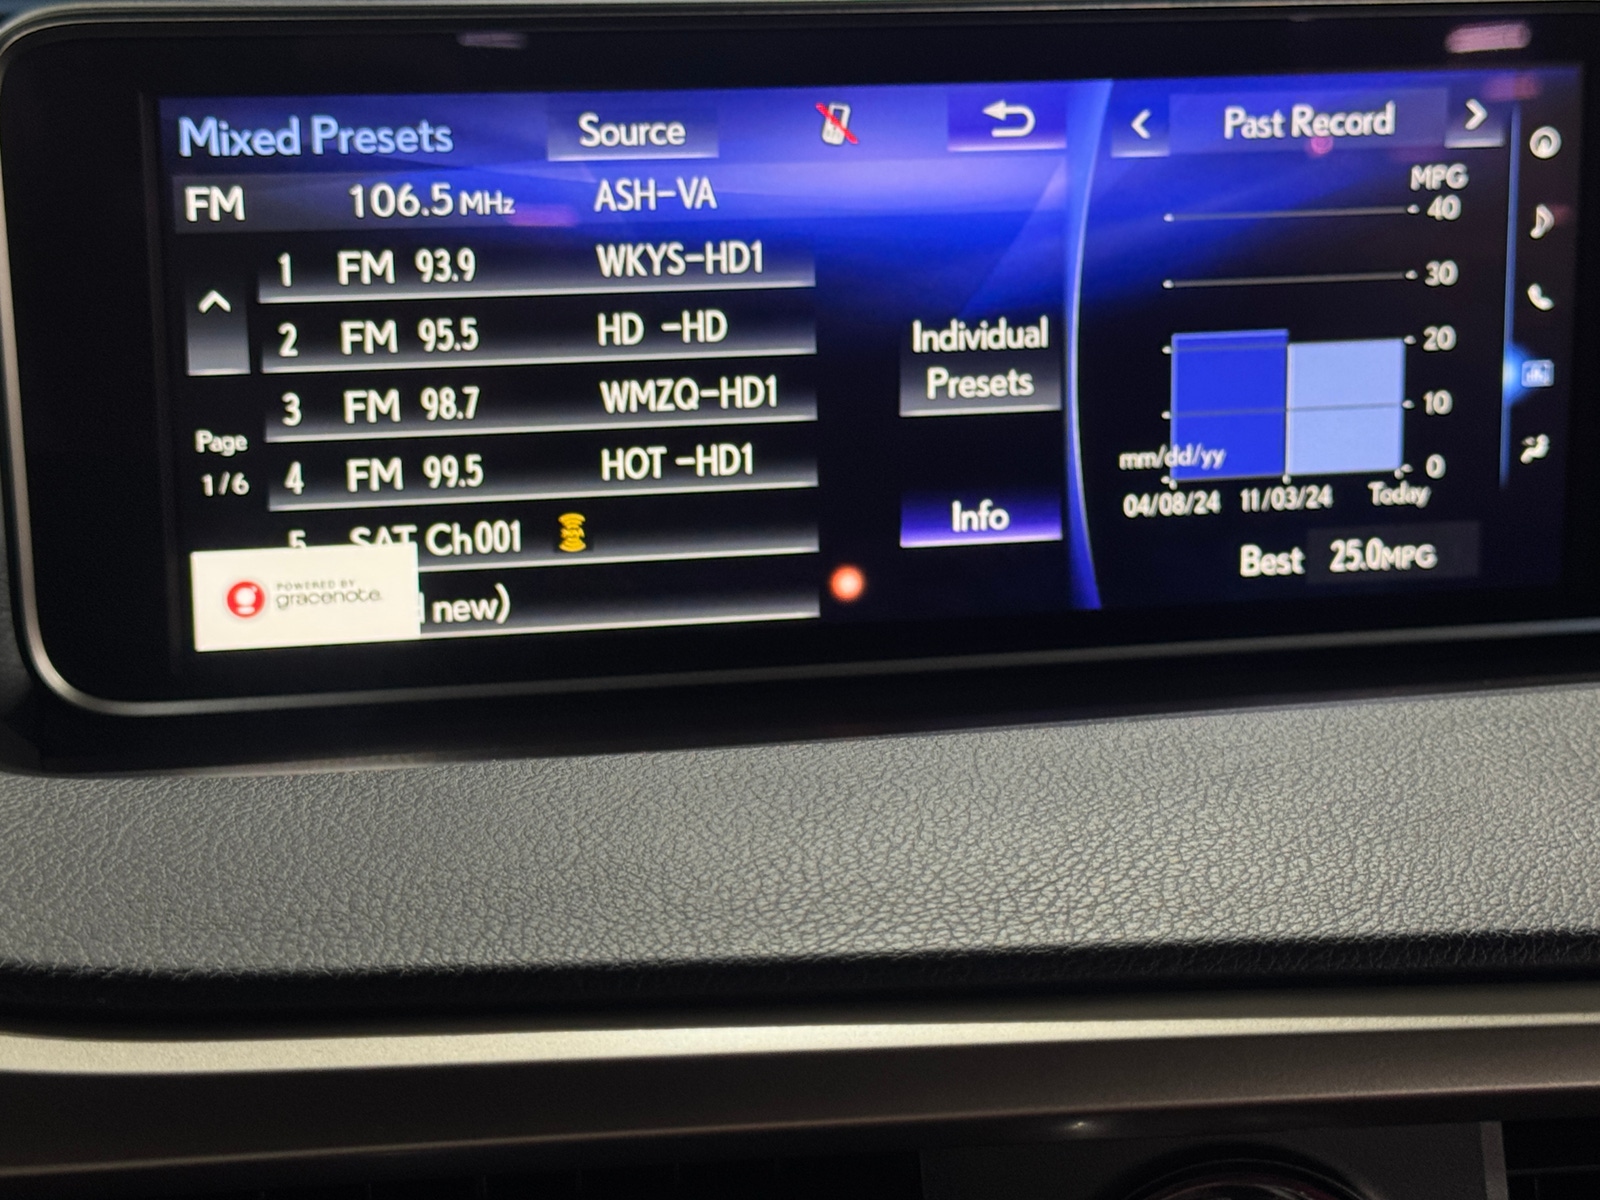 Mixed Presets
Source
FM 106.5 MHz ASH-VA
1 FM 93.9 WKYS-HD1
2 FM 95.5 HD -HD
3 FM 98.7 WMZQ-HD1
4 FM 99.5 HOT -HD1
5 SAT Ch001
new)
Page
1/6
POWERED BY
gracenote.
Individual
Presets
Info
Past Record
MPG
40
30
20
10
0
mm/dd/yy
04/08/24 11/03/24 Today
Best 25.0MPG